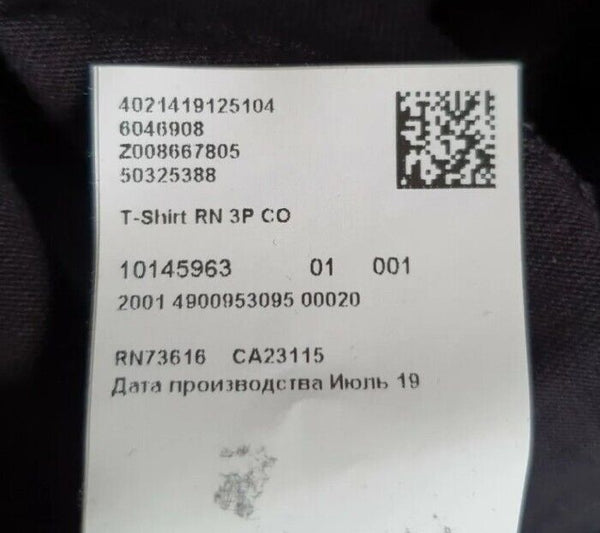 4021419125104
6046908
Z008667805
50325388
T-Shirt RN 3P CO
10145963 01 001
2001 4900953095 00020
RN73616 CA23115
Дата производства Июль 19